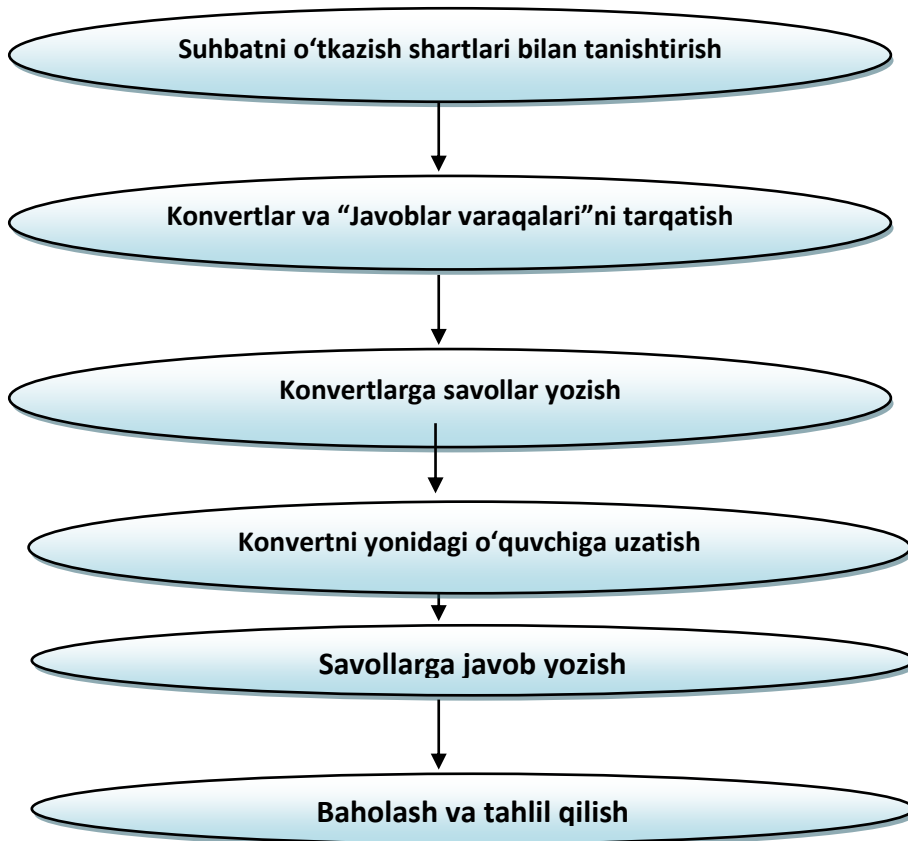 Suhbatni o‘tkazish shartlari bilan tanishtirish
Konvertlar va “Javoblar varaqalari”ni tarqatish
Konvertlarga savollar yozish
Konvertni yonidagi o‘quvchiga uzatish
Savollarga javob yozish
Baholash va tahlil qilish